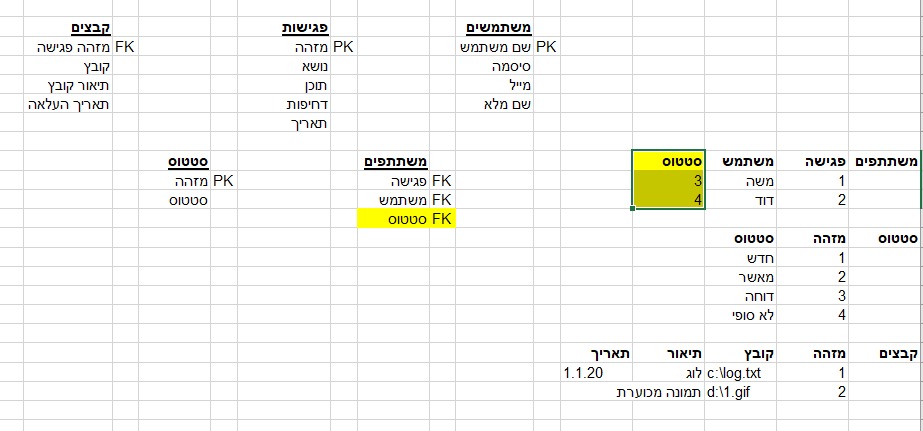 משתמשים פגישות קבצים
PK שם משתמש PK מזהה FK מזהה פגישה
סיסמה נושא קובץ
מייל תוכן תיאור קובץ
שם מלא דחיפות תאריך העלאה
תאריך
משתתפים פגישה משתמש סטטוס משתתפים סטטוס
1 משה 3 FK פגישה PK מזהה
2 דוד 4 FK משתמש סטטוס
FK סטטוס
סטטוס מזהה סטטוס
1 חדש
2 מאשר
3 דוחה
4 לא סופי
קבצים מזהה קובץ תיאור תאריך
1 c:\log.txt לוג 1.1.20
2 d:\1.gif תמונה מכוערת